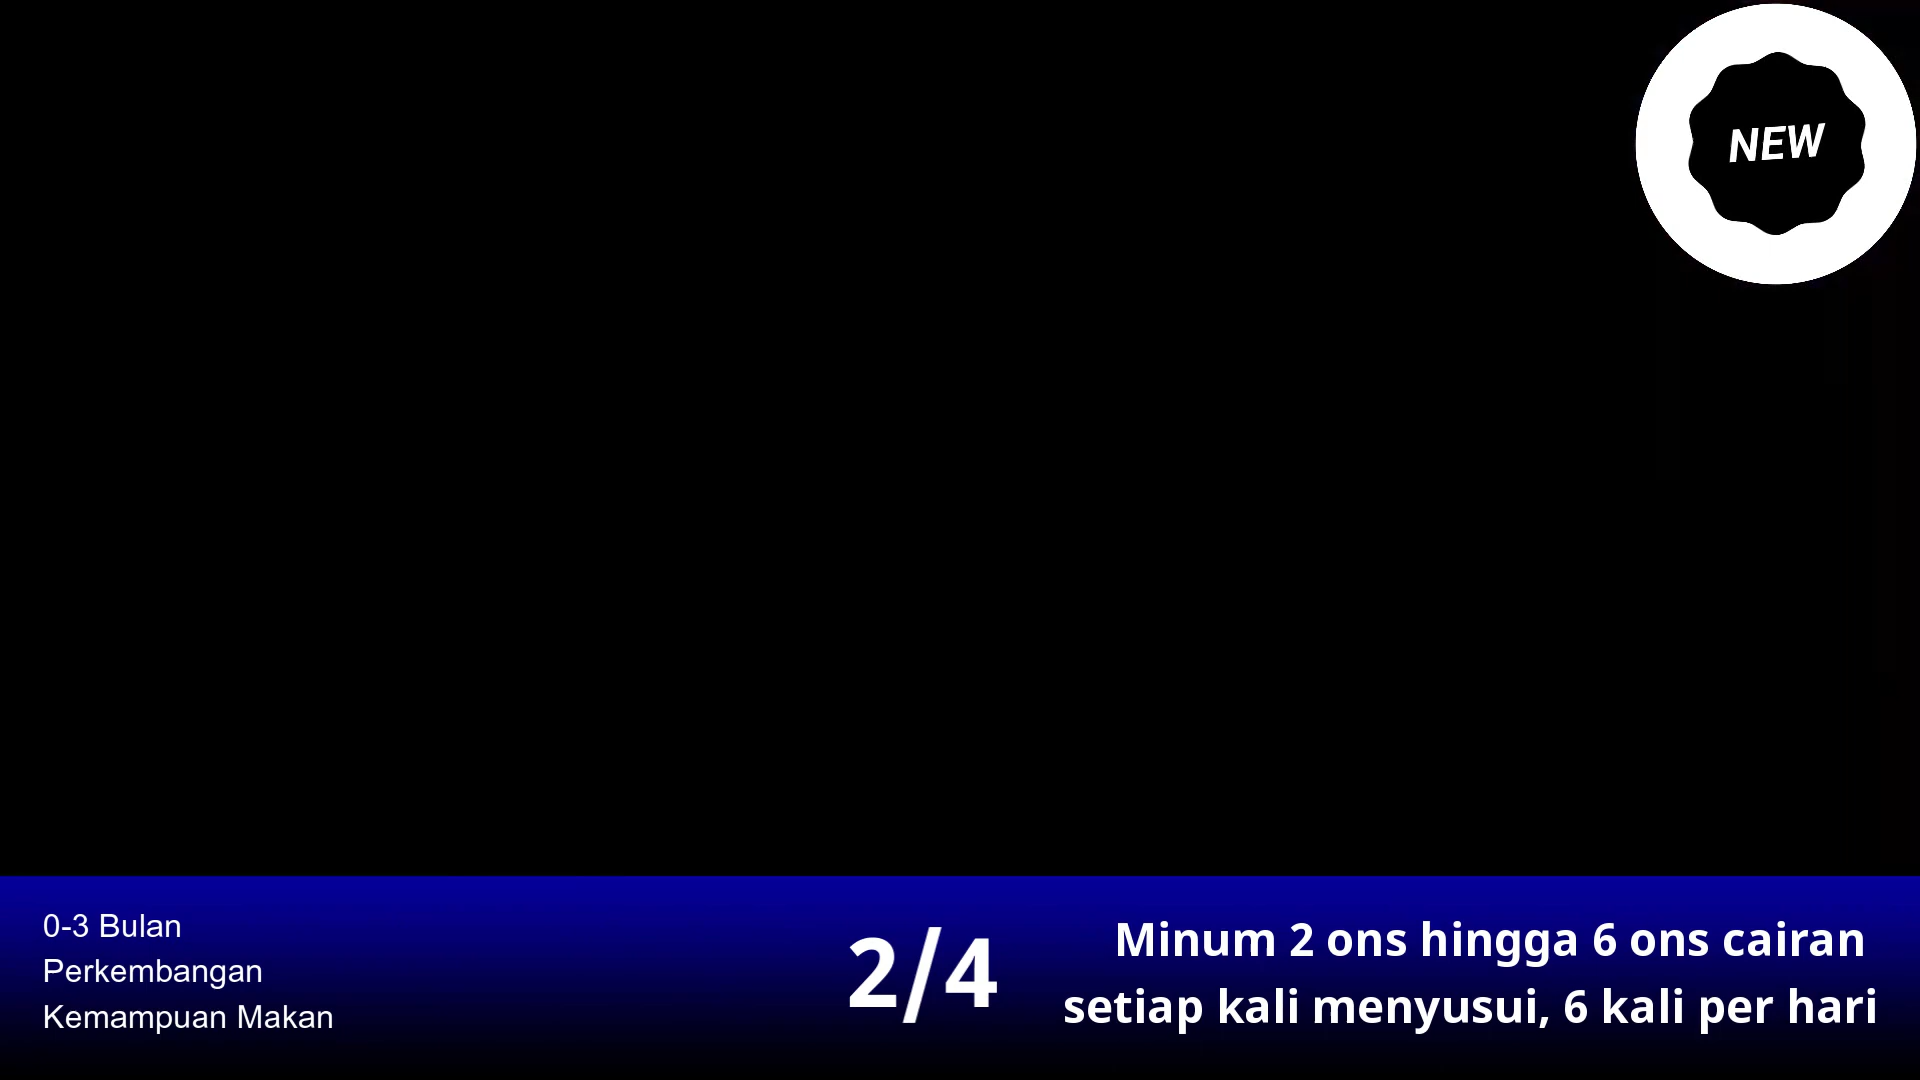 NEW
0-3 Bulan
Perkembangan
Kemampuan Makan
2/4
Minum 2 ons hingga 6 ons cairan
setiap kali menyusui, 6 kali per hari